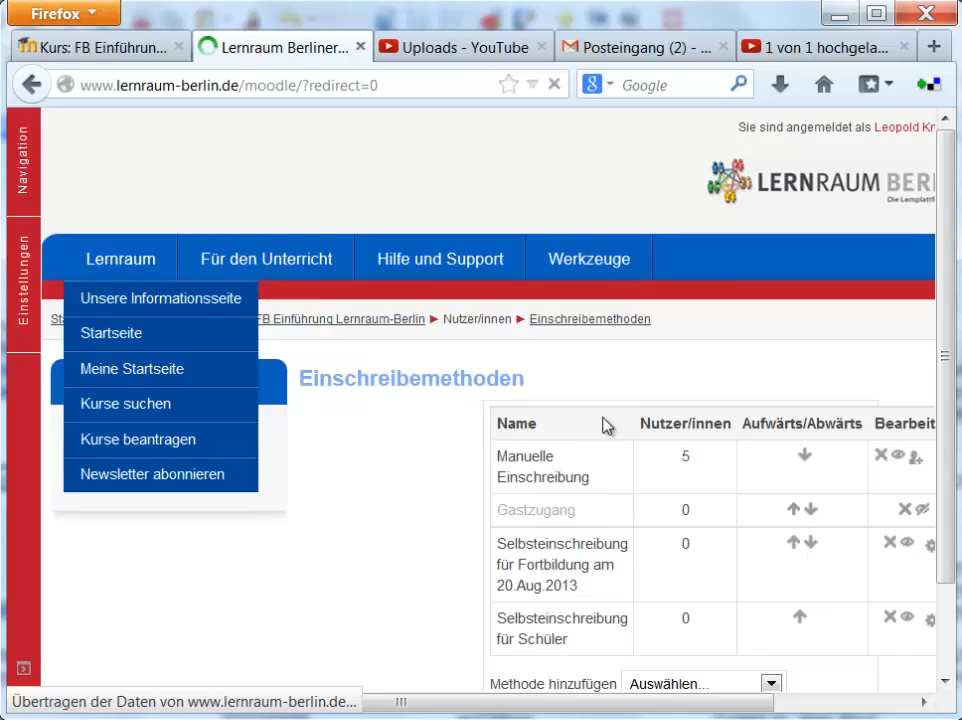 Firefox
Kurs: FB Einführun...
Lernraum Berliner...
Uploads - YouTube
Posteingang (2) - ...
1 von 1 hochgela...
www.lernraum-berlin.de/moodle/?redirect=0
Google
Navigation
Einstellungen
Sie sind angemeldet als Leopold Kr
LERNRAUM BERI
Die Lernplattf
Lernraum
Für den Unterricht
Hilfe und Support
Werkzeuge
Unsere Informationsseite
Startseite
Meine Startseite
Kurse suchen
Kurse beantragen
Newsletter abonnieren
FB Einführung Lernraum-Berlin ► Nutzer/innen ► Einschreibemethoden
Einschreibemethoden
Name Nutzer/innen Aufwärts/Abwärts Bearbeit
Manuelle
Einschreibung
5
Gastzugang 0
Selbsteinschreibung
für Fortbildung am
20.Aug.2013
0
Selbsteinschreibung
für Schüler
0
Methode hinzufügen Auswählen...
Übertragen der Daten von www.lernraum-berlin.de...